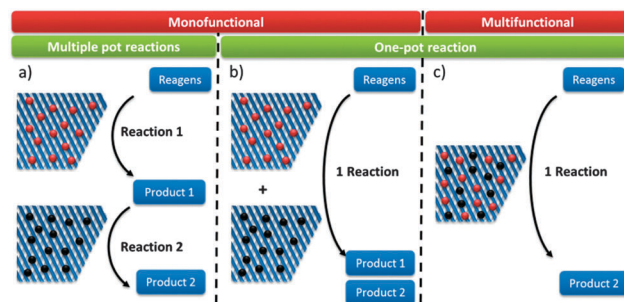 Monofunctional
Multifunctional
Multiple pot reactions
One-pot reaction
a)
Reagens
Reaction 1
Product 1
Reaction 2
Product 2
b)
Reagens
+
1 Reaction
Product 1
Product 2
c)
Reagens
1 Reaction
Product 2